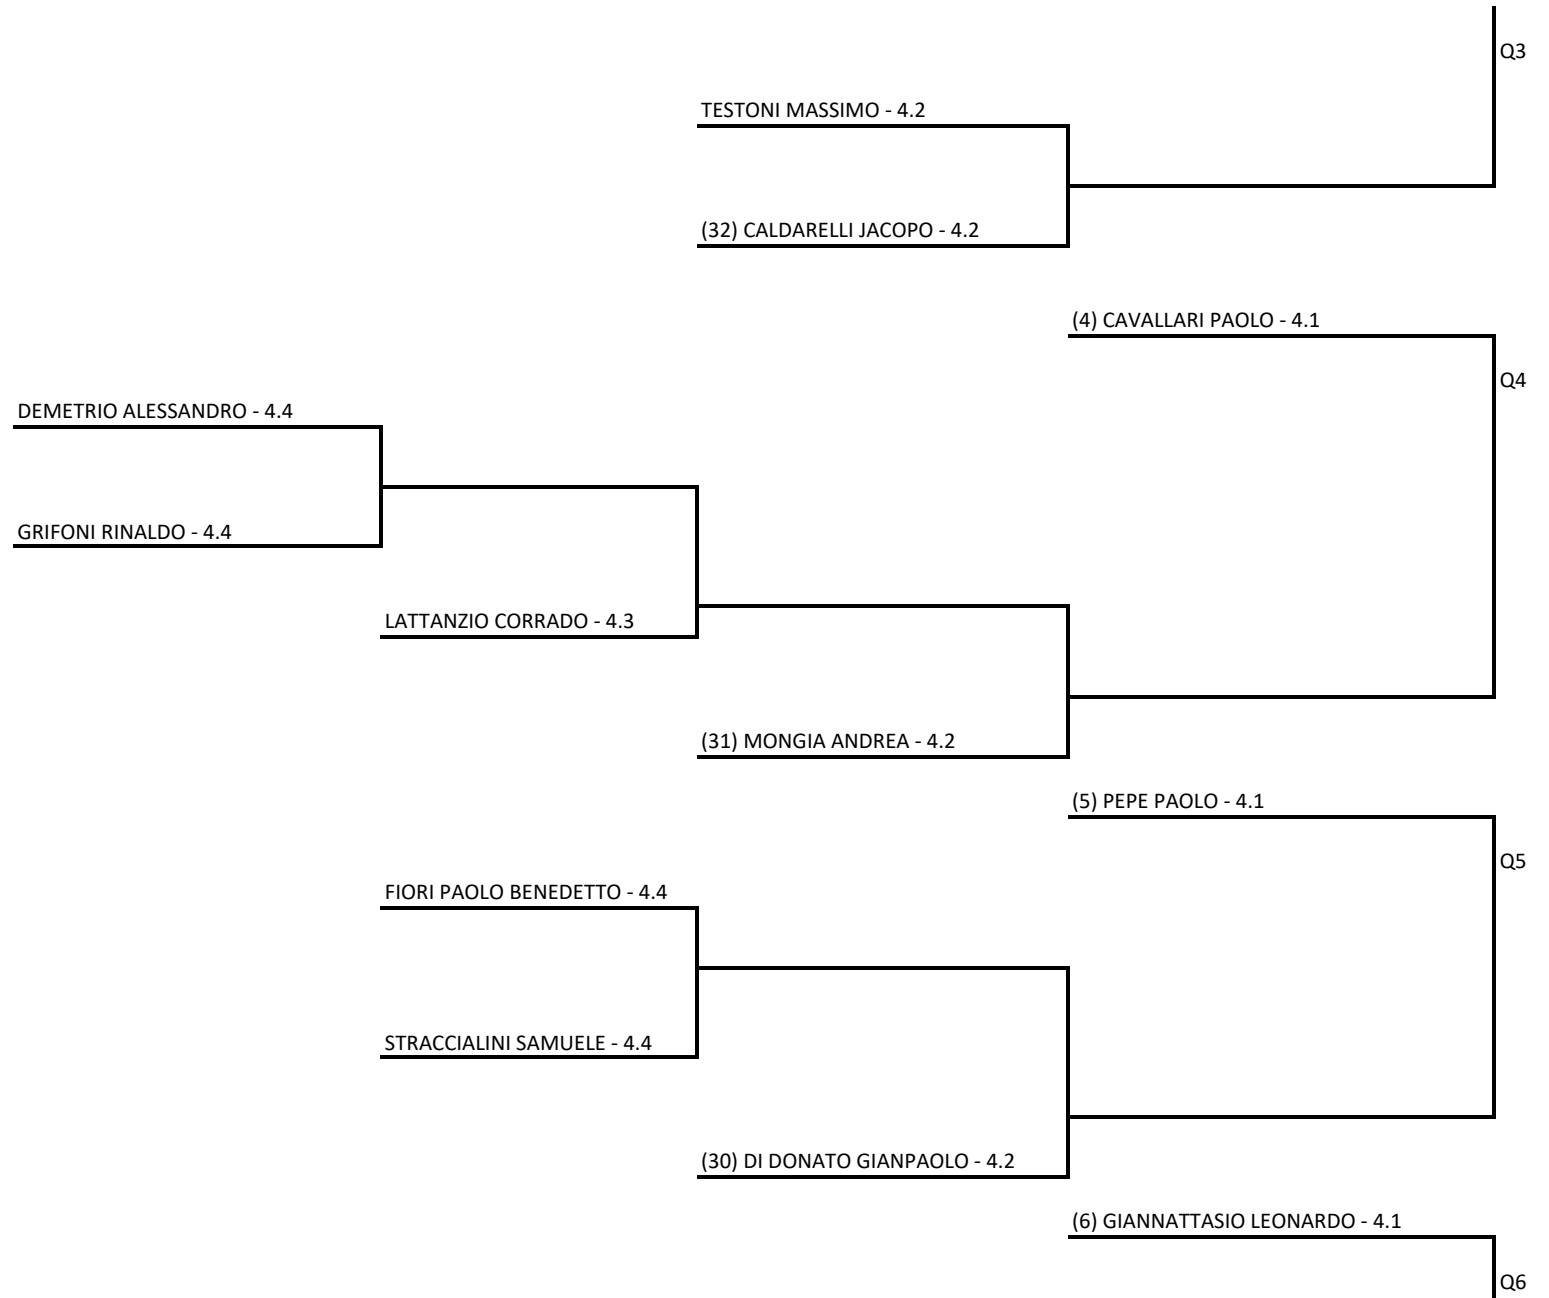 Q3
TESTONI MASSIMO - 4.2
(32) CALDARELLI JACOPO - 4.2
(4) CAVALLARI PAOLO - 4.1
Q4
DEMETRIO ALESSANDRO - 4.4
GRIFONI RINALDO - 4.4
LATTANZIO CORRADO - 4.3
(31) MONGIA ANDREA - 4.2
(5) PEPE PAOLO - 4.1
Q5
FIORI PAOLO BENEDETTO - 4.4
STRACCIALINI SAMUELE - 4.4
(30) DI DONATO GIANPAOLO - 4.2
(6) GIANNATTASIO LEONARDO - 4.1
Q6